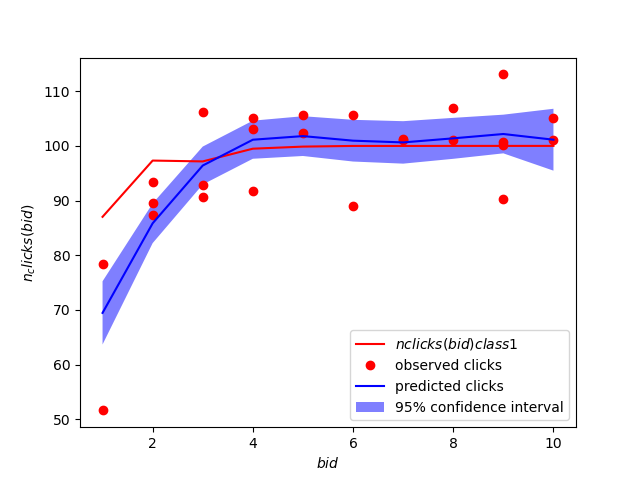 110
100
90
80
70
60
50
n_clicks(bid)
nclicks(bid)class1
observed clicks
predicted clicks
95% confidence interval
2 4 6 8 10
bid